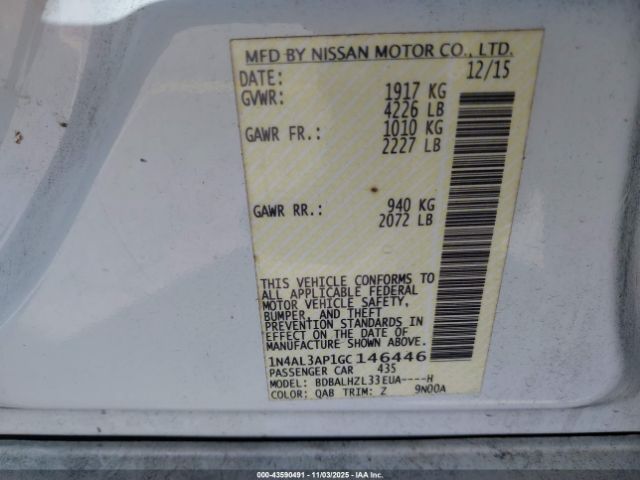 MFD BY NISSAN MOTOR CO., LTD.
DATE: 12/15
GVWR: 1917 KG
4226 LB
GAWR FR.: 1010 KG
2227 LB
GAWR RR.: 940 KG
2072 LB
THIS VEHICLE CONFORMS TO
ALL APPLICABLE FEDERAL
MOTOR VEHICLE SAFETY,
BUMPER, AND THEFT
PREVENTION STANDARDS IN
EFFECT ON THE DATE OF
MANUFACTURE SHOWN ABOVE.
1N4AL3AP1GC146446
PASSENGER CAR 435
MODEL: BDBALHZL33EUA----H
COLOR: QAB TRIM: Z 9N00A
000-43590491 - 11/03/2025 - IAA Inc.